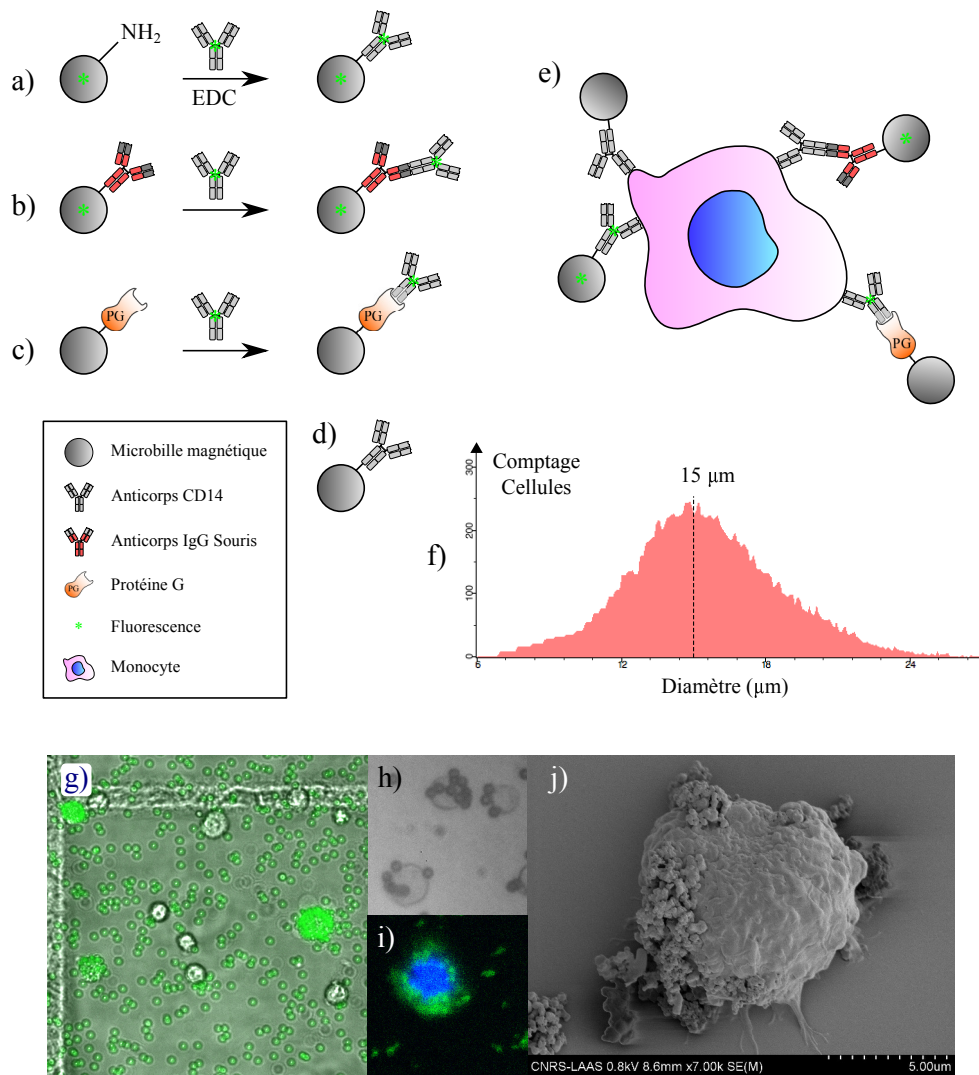 a)
NH₂
EDC
b)
c)
PG
PG
d)
e)
PG
Microbille magnétique
Anticorps CD14
Anticorps IgG Souris
PG
Protéine G
Fluorescence
Monocyte
f)
Comptage
Cellules
15 µm
300
200
100
0
6
12
18
24
Diamètre (µm)
g)
h)
i)
j)
CNRS-LAAS 0.8kV 8.6mm x7.00k SE(M)
5.00um